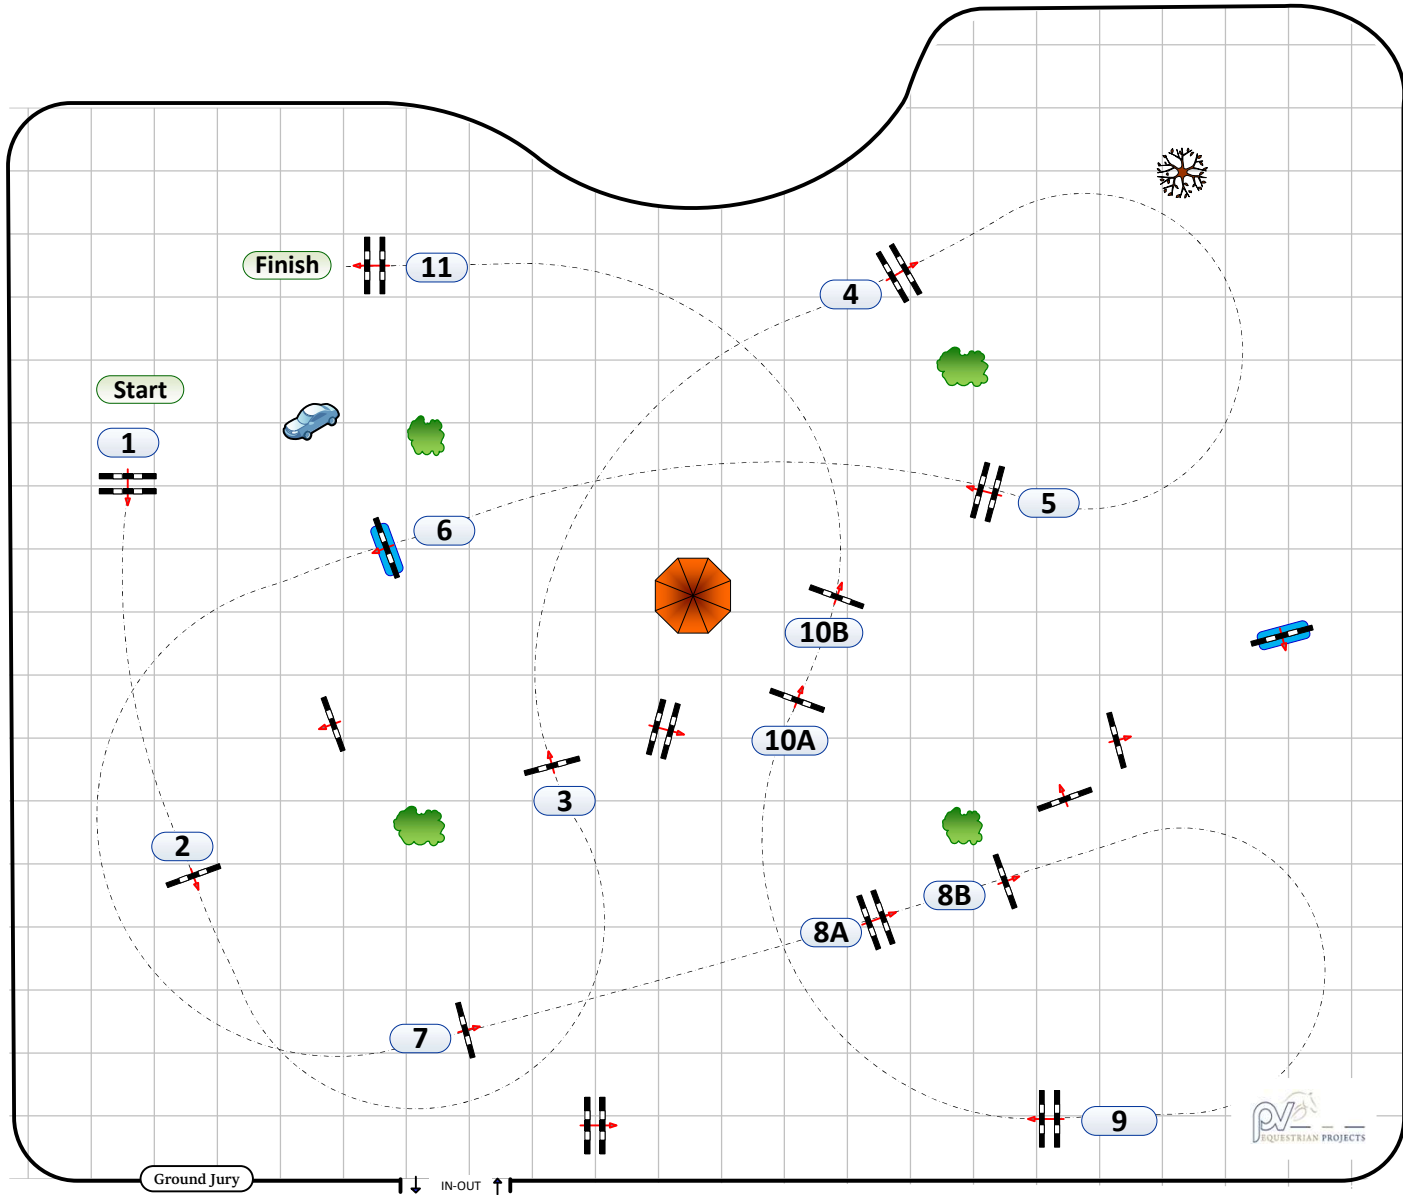 Finish
11
4
Start
1
5
6
10B
10A
3
2
8B
8A
7
9
pv
EQUESTRIAN PROJECTS
Ground Jury
IN-OUT